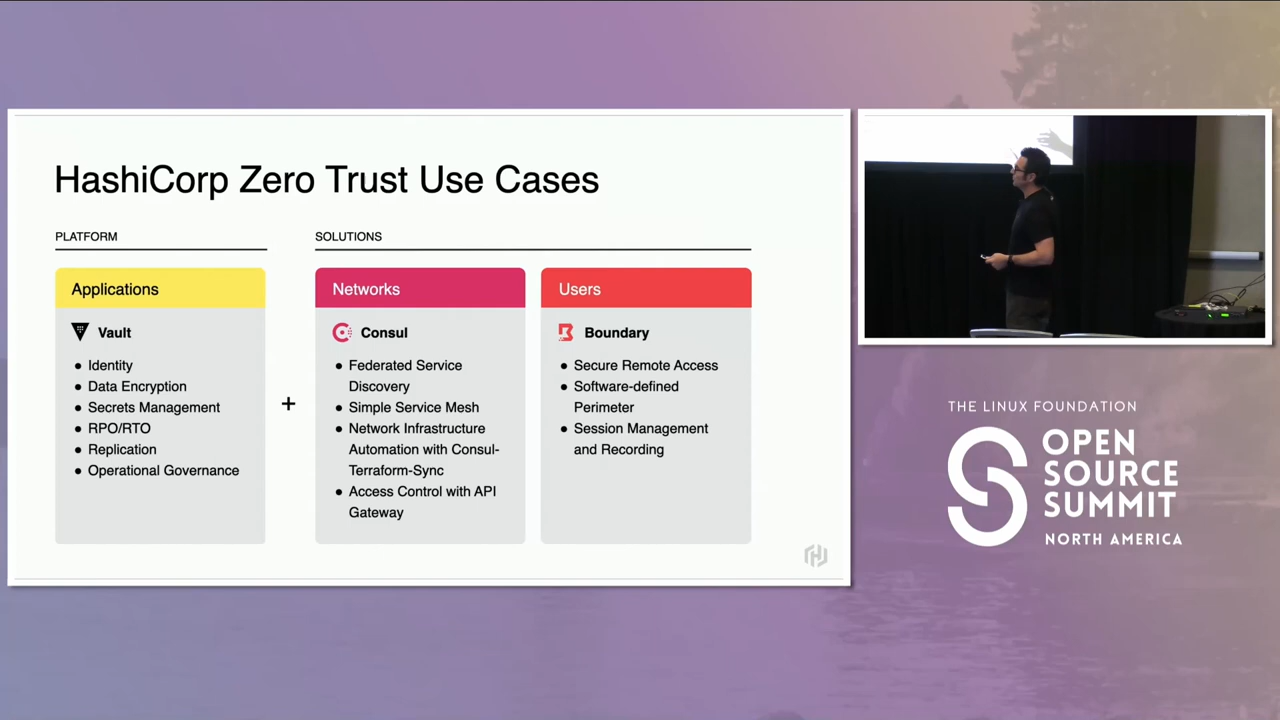 HashiCorp Zero Trust Use Cases
PLATFORM
SOLUTIONS
Applications
Vault
• Identity
• Data Encryption
• Secrets Management
• RPO/RTO
• Replication
• Operational Governance
+
Networks
Consul
• Federated Service
Discovery
• Simple Service Mesh
• Network Infrastructure
Automation with Consul-
Terraform-Sync
• Access Control with API
Gateway
Users
Boundary
• Secure Remote Access
• Software-defined
Perimeter
• Session Management
and Recording
THE LINUX FOUNDATION
OPEN
SOURCE
SUMMIT
NORTH AMERICA